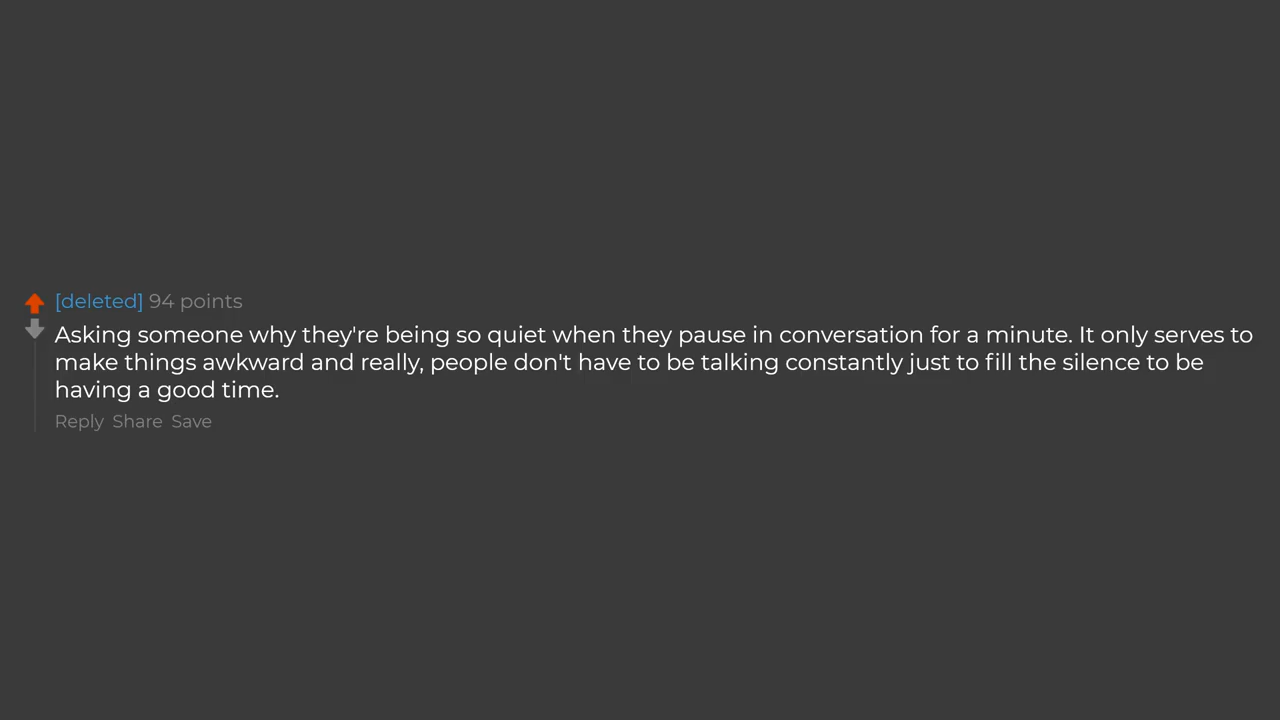 [deleted] 94 points
Asking someone why they're being so quiet when they pause in conversation for a minute. It only serves to
make things awkward and really, people don't have to be talking constantly just to fill the silence to be
having a good time.
Reply Share Save